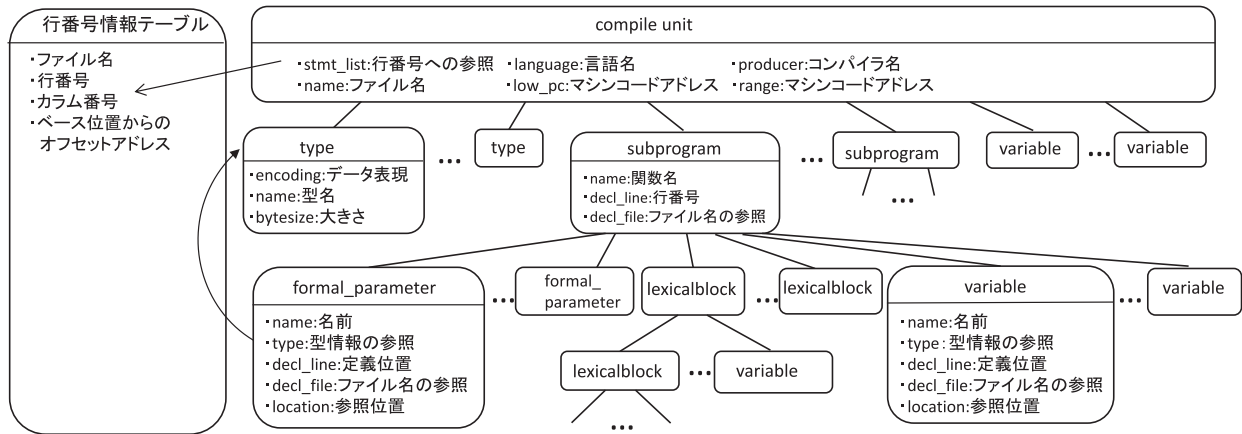 行番号情報テーブル
・ファイル名
・行番号
・カラム番号
・ベース位置からの
オフセットアドレス
compile unit
・stmt_list:行番号への参照 ・language:言語名 ・producer:コンパイラ名
・name:ファイル名 ・low_pc:マシンコードアドレス ・range:マシンコードアドレス
type
・encoding:データ表現
・name:型名
・bytesize:大きさ
...
type
subprogram
・name:関数名
・decl_line:行番号
・decl_file:ファイル名の参照
...
subprogram
...
variable
...
variable
formal_parameter
・name:名前
・type:型情報の参照
・decl_line:定義位置
・decl_file:ファイル名の参照
・location:参照位置
...
formal_
parameter
lexicalblock
...
lexicalblock
variable
・name:名前
・type:型情報の参照
・decl_line:定義位置
・decl_file:ファイル名の参照
・location:参照位置
...
variable
lexicalblock
...
variable
...